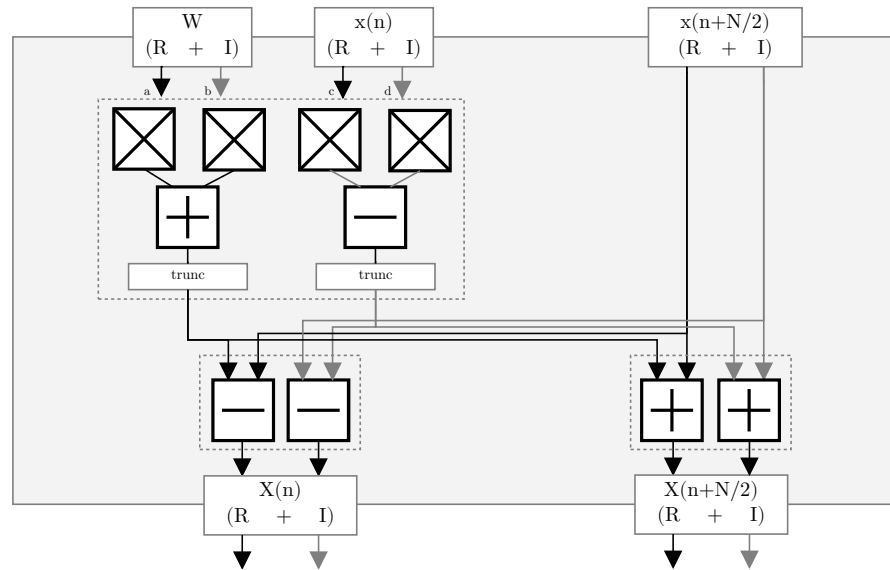 W
(R + I)
x(n)
(R + I)
x(n+N/2)
(R + I)
a
b
c
d
trunc
trunc
X(n)
(R + I)
X(n+N/2)
(R + I)